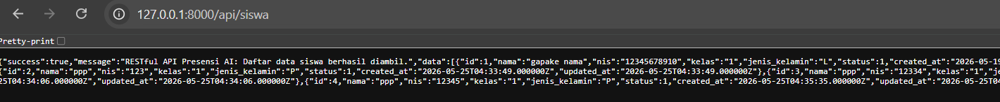 127.0.0.1:8000/api/siswa
Pretty-print
{"success":true,"message":"RESTful API Presensi AI: Daftar data siswa berhasil diambil.","data":[{"id":1,"nama":"gapake nama","nis":"12345678910","kelas":"1","jenis_kelamin":"L","status":1,"created_at":"2026-05-19
{"id":2,"nama":"ppp","nis":"123","kelas":"1","jenis_kelamin":"P","status":1,"created_at":"2026-05-25T04:33:49.000000Z","updated_at":"2026-05-25T04:33:49.000000Z"},{"id":3,"nama":"ppp","nis":"12334","kelas":"1","je
25T04:34:06.000000Z","updated_at":"2026-05-25T04:34:06.000000Z"},{"id":4,"nama":"ppp","nis":"12345","kelas":"1","jenis_kelamin":"P","status":1,"created_at":"2026-05-25T04:35:35.000000Z","updated_at":"2026-05-25T0